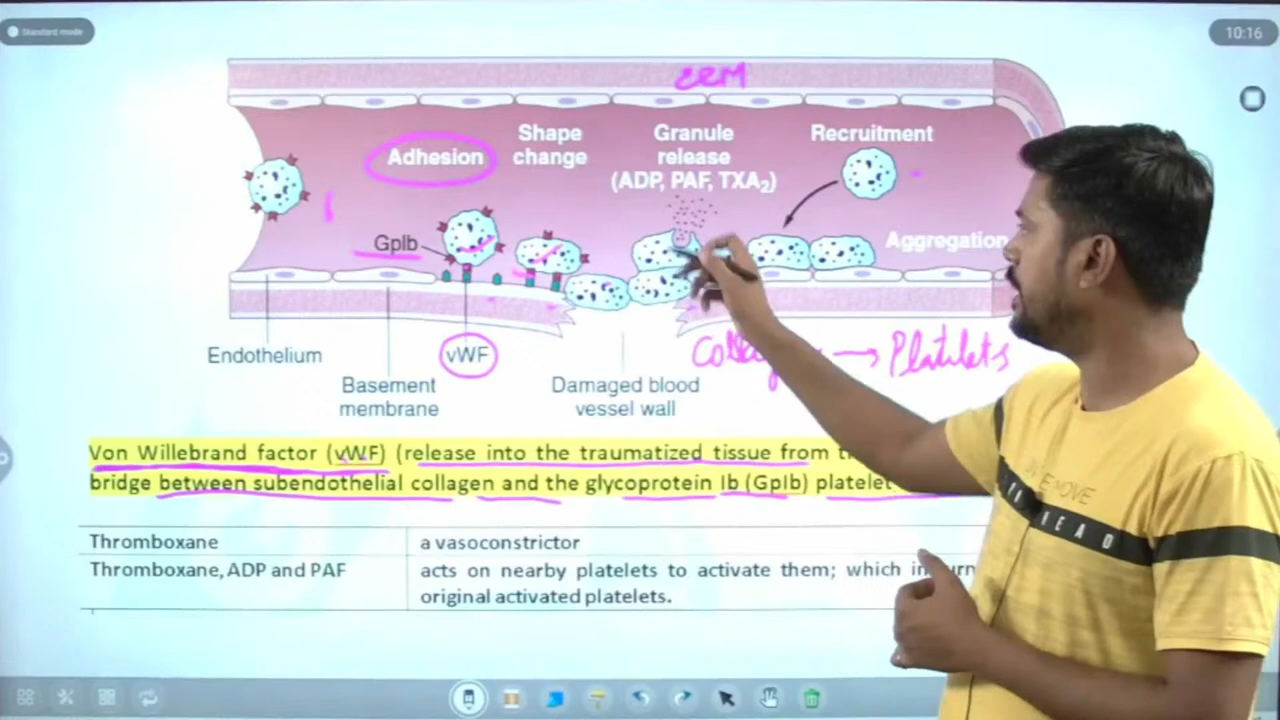 Standard mode
10:16
ECM
Adhesion
Shape
change
Granule
release
(ADP, PAF, TXA₂)
Recruitment
GpIb
Aggregation
Endothelium
vWF
Basement
membrane
Damaged blood
vessel wall
→ Platilets
Von Willebrand factor (vWF) (release into the traumatized tissue from
bridge between subendothelial collagen and the glycoprotein Ib (GpIb) platelet
Thromboxane
a vasoconstrictor
Thromboxane, ADP and PAF
acts on nearby platelets to activate them; which in
original activated platelets.
MOVE
HEAD